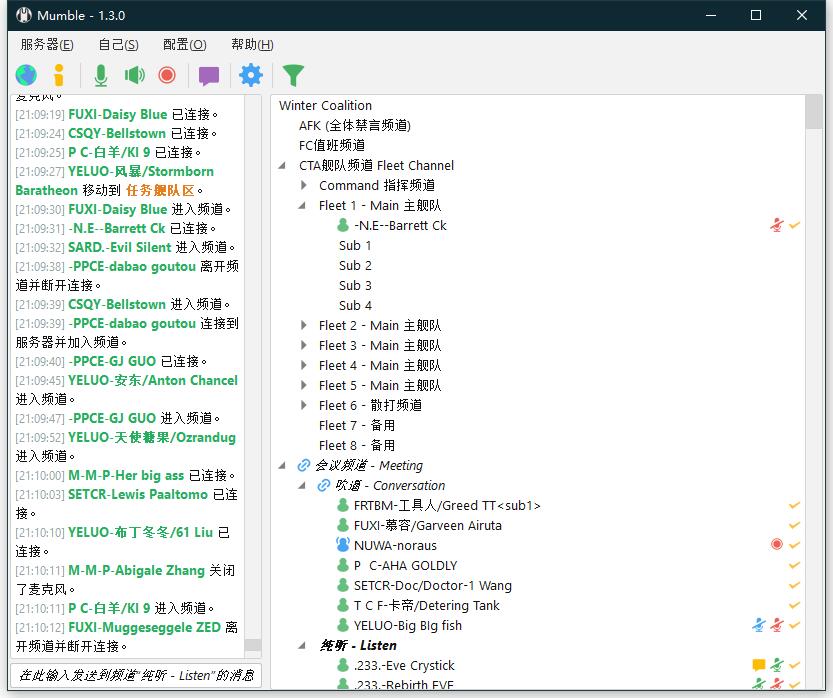 Mumble - 1.3.0
服务器(E) 自己(S) 配置(O) 帮助(H)
麦克风。
[21:09:19] FUXI-Daisy Blue 已连接。
[21:09:24] CSQY-Bellstown 已连接。
[21:09:25] P C-白羊/KI 9 已连接。
[21:09:27] YELUO-风暴/Stormborn
Baratheon 移动到 任务舰队区。
[21:09:30] FUXI-Daisy Blue 进入频道。
[21:09:31] -N.E--Barrett Ck 已连接。
[21:09:32] SARD.-Evil Silent 进入频道。
[21:09:38] -PPCE-dabao goutou 离开频
道并断开连接。
[21:09:39] CSQY-Bellstown 进入频道。
[21:09:39] -PPCE-dabao goutou 连接到
服务器并加入频道。
[21:09:40] -PPCE-GJ GUO 已连接。
[21:09:45] YELUO-安东/Anton Chancel
进入频道。
[21:09:47] -PPCE-GJ GUO 进入频道。
[21:09:52] YELUO-天使糖果/Ozrandug
进入频道。
[21:10:00] M-M-P-Her big ass 已连接。
[21:10:03] SETCR-Lewis Paaltomo 已连
接。
[21:10:10] YELUO-布丁冬冬/61 Liu 已
连接。
[21:10:11] M-M-P-Abigale Zhang 关闭
了麦克风。
[21:10:11] P C-白羊/KI 9 进入频道。
[21:10:11] FUXI-Muggeseggele ZED 离
开频道并断开连接。
在此输入发送到频道"纯听 - Listen"的消息
Winter Coalition
AFK (全体禁言频道)
FC值班频道
CTA舰队频道 Fleet Channel
Command 指挥频道
Fleet 1 - Main 主舰队
-N.E--Barrett Ck
Sub 1
Sub 2
Sub 3
Sub 4
Fleet 2 - Main 主舰队
Fleet 3 - Main 主舰队
Fleet 4 - Main 主舰队
Fleet 5 - Main 主舰队
Fleet 6 - 散打频道
Fleet 7 - 备用
Fleet 8 - 备用
会议频道 - Meeting
吹逼 - Conversation
FRTBM-工具人/Greed TT<sub1>
FUXI-慕容/Garveen Airuta
NUWA-noraus
P C-AHA GOLDLY
SETCR-Doc/Doctor-1 Wang
T C F-卡帝/Detering Tank
YELUO-Big BIg fish
纯听 - Listen
.233.-Eve Crystick
.233.-Rebirth EVE